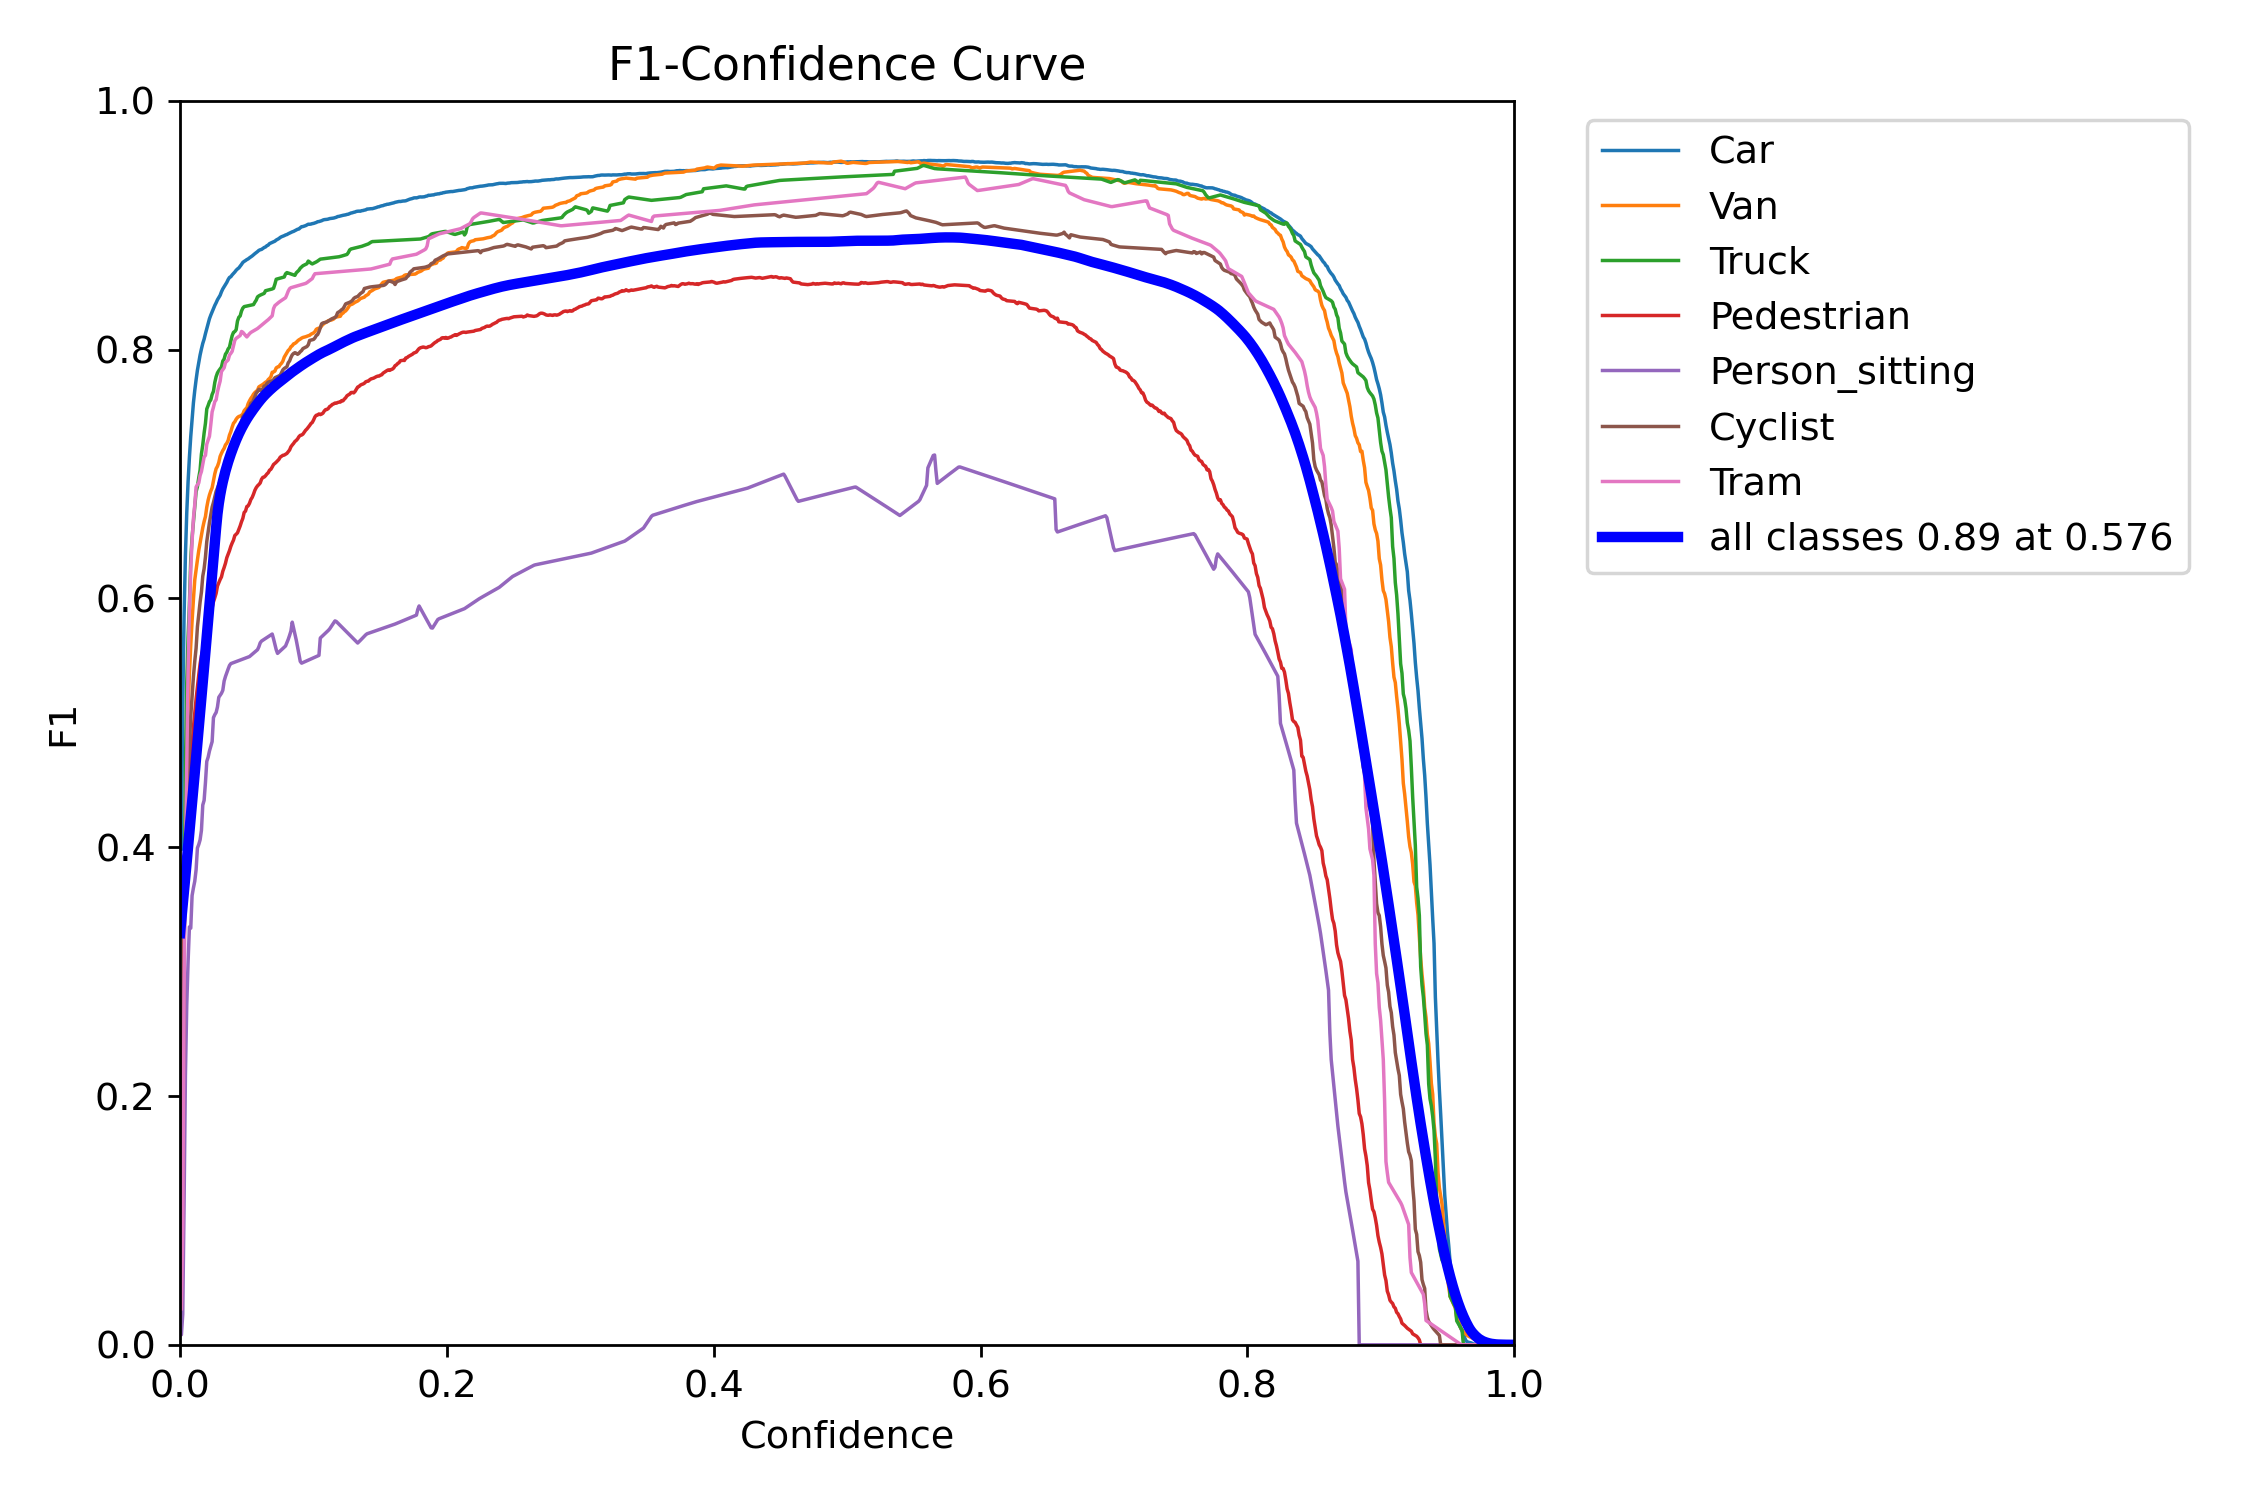 F1-Confidence Curve
1.0
0.8
0.6
0.4
0.2
0.0
F1
0.0 0.2 0.4 0.6 0.8 1.0
Confidence
Car
Van
Truck
Pedestrian
Person_sitting
Cyclist
Tram
all classes 0.89 at 0.576